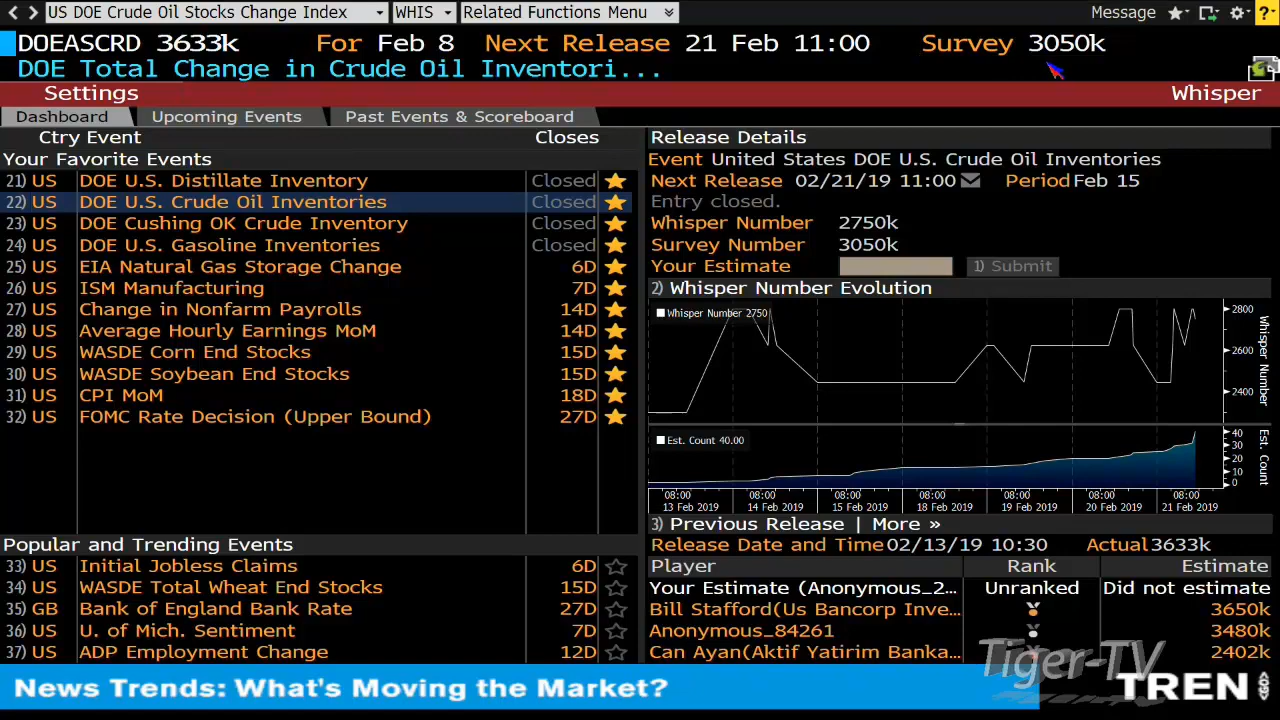 US DOE Crude Oil Stocks Change Index WHIS Related Functions Menu Message
DOEASCRD 3633k For Feb 8 Next Release 21 Feb 11:00 Survey 3050k
DOE Total Change in Crude Oil Inventori...
Settings Whisper
Dashboard Upcoming Events Past Events & Scoreboard
Ctry Event Closes
Your Favorite Events
21) US DOE U.S. Distillate Inventory Closed
22) US DOE U.S. Crude Oil Inventories Closed
23) US DOE Cushing OK Crude Inventory Closed
24) US DOE U.S. Gasoline Inventories Closed
25) US EIA Natural Gas Storage Change 6D
26) US ISM Manufacturing 7D
27) US Change in Nonfarm Payrolls 14D
28) US Average Hourly Earnings MoM 14D
29) US WASDE Corn End Stocks 15D
30) US WASDE Soybean End Stocks 15D
31) US CPI MoM 18D
32) US FOMC Rate Decision (Upper Bound) 27D
Popular and Trending Events
33) US Initial Jobless Claims 6D
34) US WASDE Total Wheat End Stocks 15D
35) GB Bank of England Bank Rate 27D
36) US U. of Mich. Sentiment 7D
37) US ADP Employment Change 12D
Release Details
Event United States DOE U.S. Crude Oil Inventories
Next Release 02/21/19 11:00 Period Feb 15
Entry closed.
Whisper Number 2750k
Survey Number 3050k
Your Estimate 1) Submit
2) Whisper Number Evolution
Whisper Number 2750
2800
2600
2400
Whisper Number
Est. Count 40.00
40
30
20
10
0
Est. Count
08:00 08:00 08:00 08:00 08:00 08:00 08:00
13 Feb 2019 14 Feb 2019 15 Feb 2019 18 Feb 2019 19 Feb 2019 20 Feb 2019 21 Feb 2019
3) Previous Release | More »
Release Date and Time 02/13/19 10:30 Actual 3633k
Player Rank Estimate
Your Estimate (Anonymous_2... Unranked Did not estimate
Bill Stafford(Us Bancorp Inve... 3650k
Anonymous_84261 3480k
Can Ayan(Aktif Yatirim Banka... 2402k
Tiger-TV
News Trends: What's Moving the Market? TREN
GO